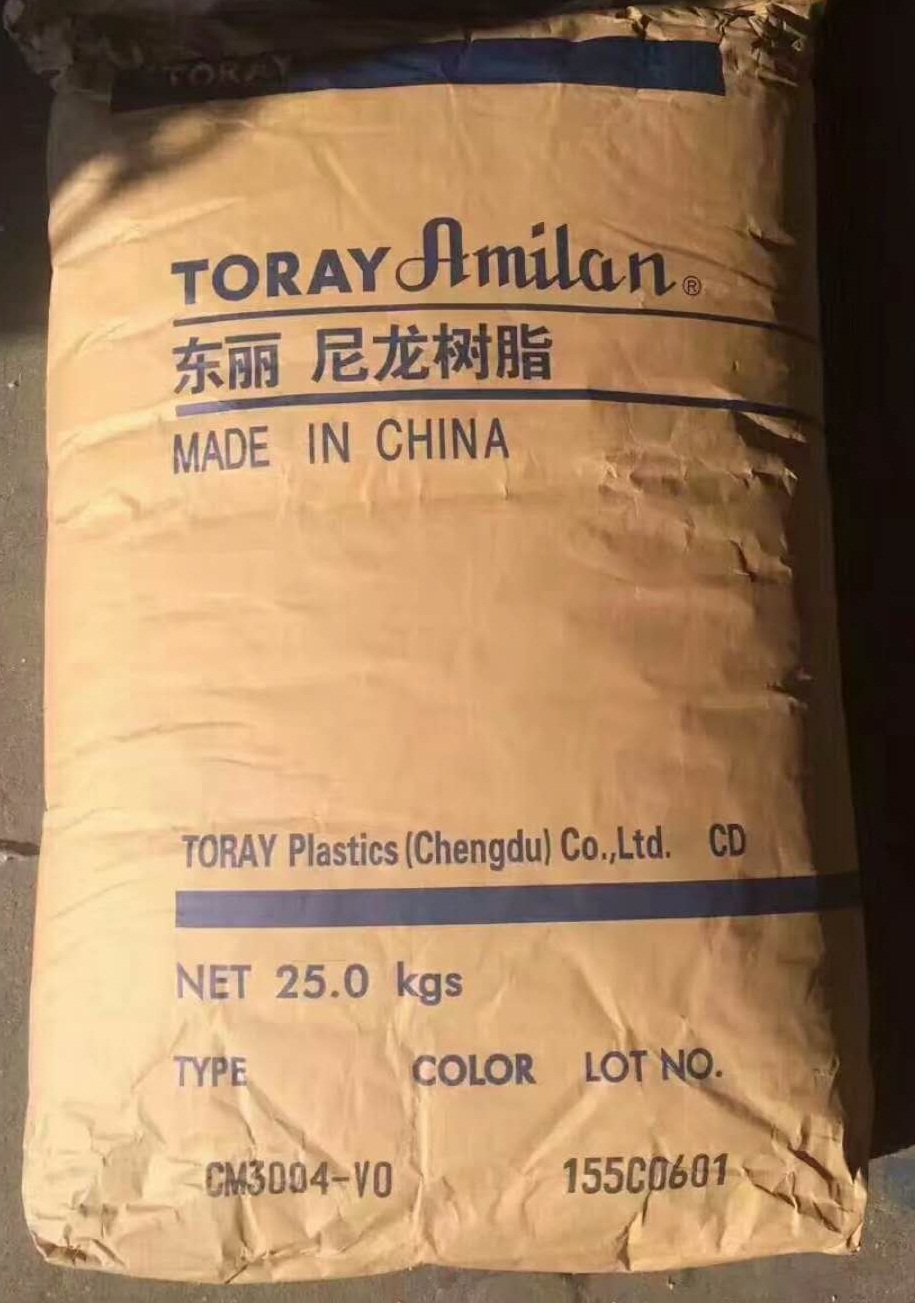 TORAY
TORAY Amilan®
东丽 尼龙树脂
MADE IN CHINA
TORAY Plastics (Chengdu) Co.,Ltd. CD
NET 25.0 kgs
TYPE COLOR LOT NO.
CM3004-V0 155C0601